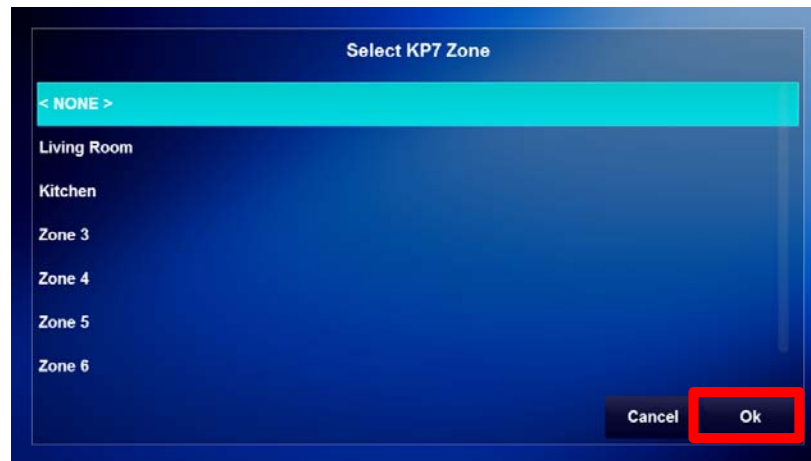 Select KP7 Zone
< NONE >
Living Room
Kitchen
Zone 3
Zone 4
Zone 5
Zone 6
Cancel Ok